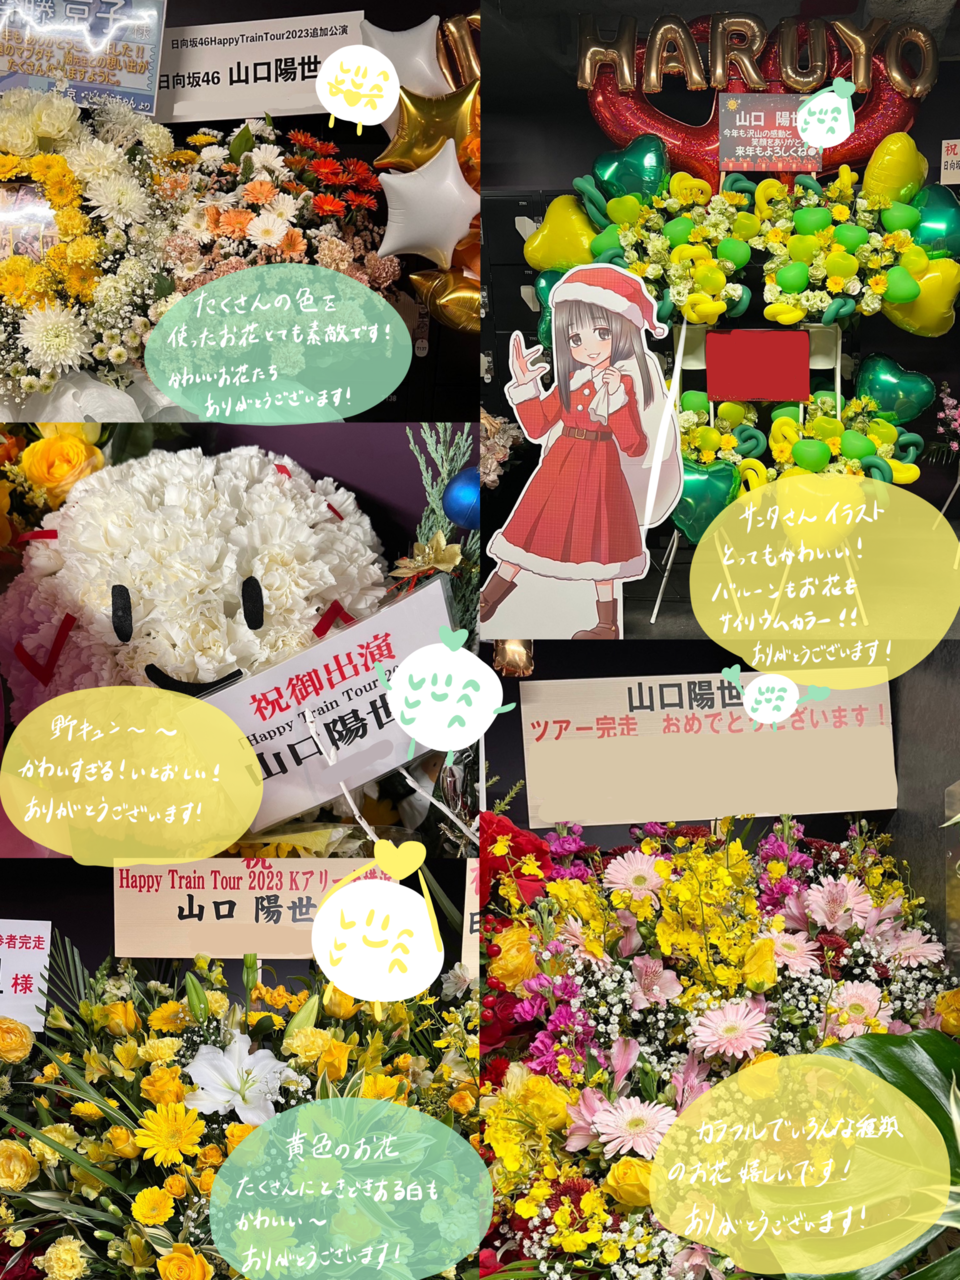 日向坂46HappyTrainTour2023追加公演
日向坂46 山口陽世
たくさんの色を
使ったお花とても素敵です!
かわいいお花たち
ありがとうございます!
HARUYO
山口 陽世
今年も沢山の感動と
笑顔をありがと
来年もよろしくね
祝
日向坂
サンタさん イラスト
とってもかわいい!
バルーンもお花も
サイリウムカラー!!
ありがとうございます!
祝御出演
Happy Train Tour 2
山口陽世
野キュン〜〜
かわいすぎる!いとおしい!
ありがとうございます!
山口陽世
ツアー完走 おめでとうございます!
カラフルでいろんな種類
のお花 嬉しいです!
ありがとうございます!
祝
Happy Train Tour 2023 Kアリーナ
山口 陽世
者完走
様
黄色のお花
たくさんにときどきある白も
かわいい〜
ありがとうございます!